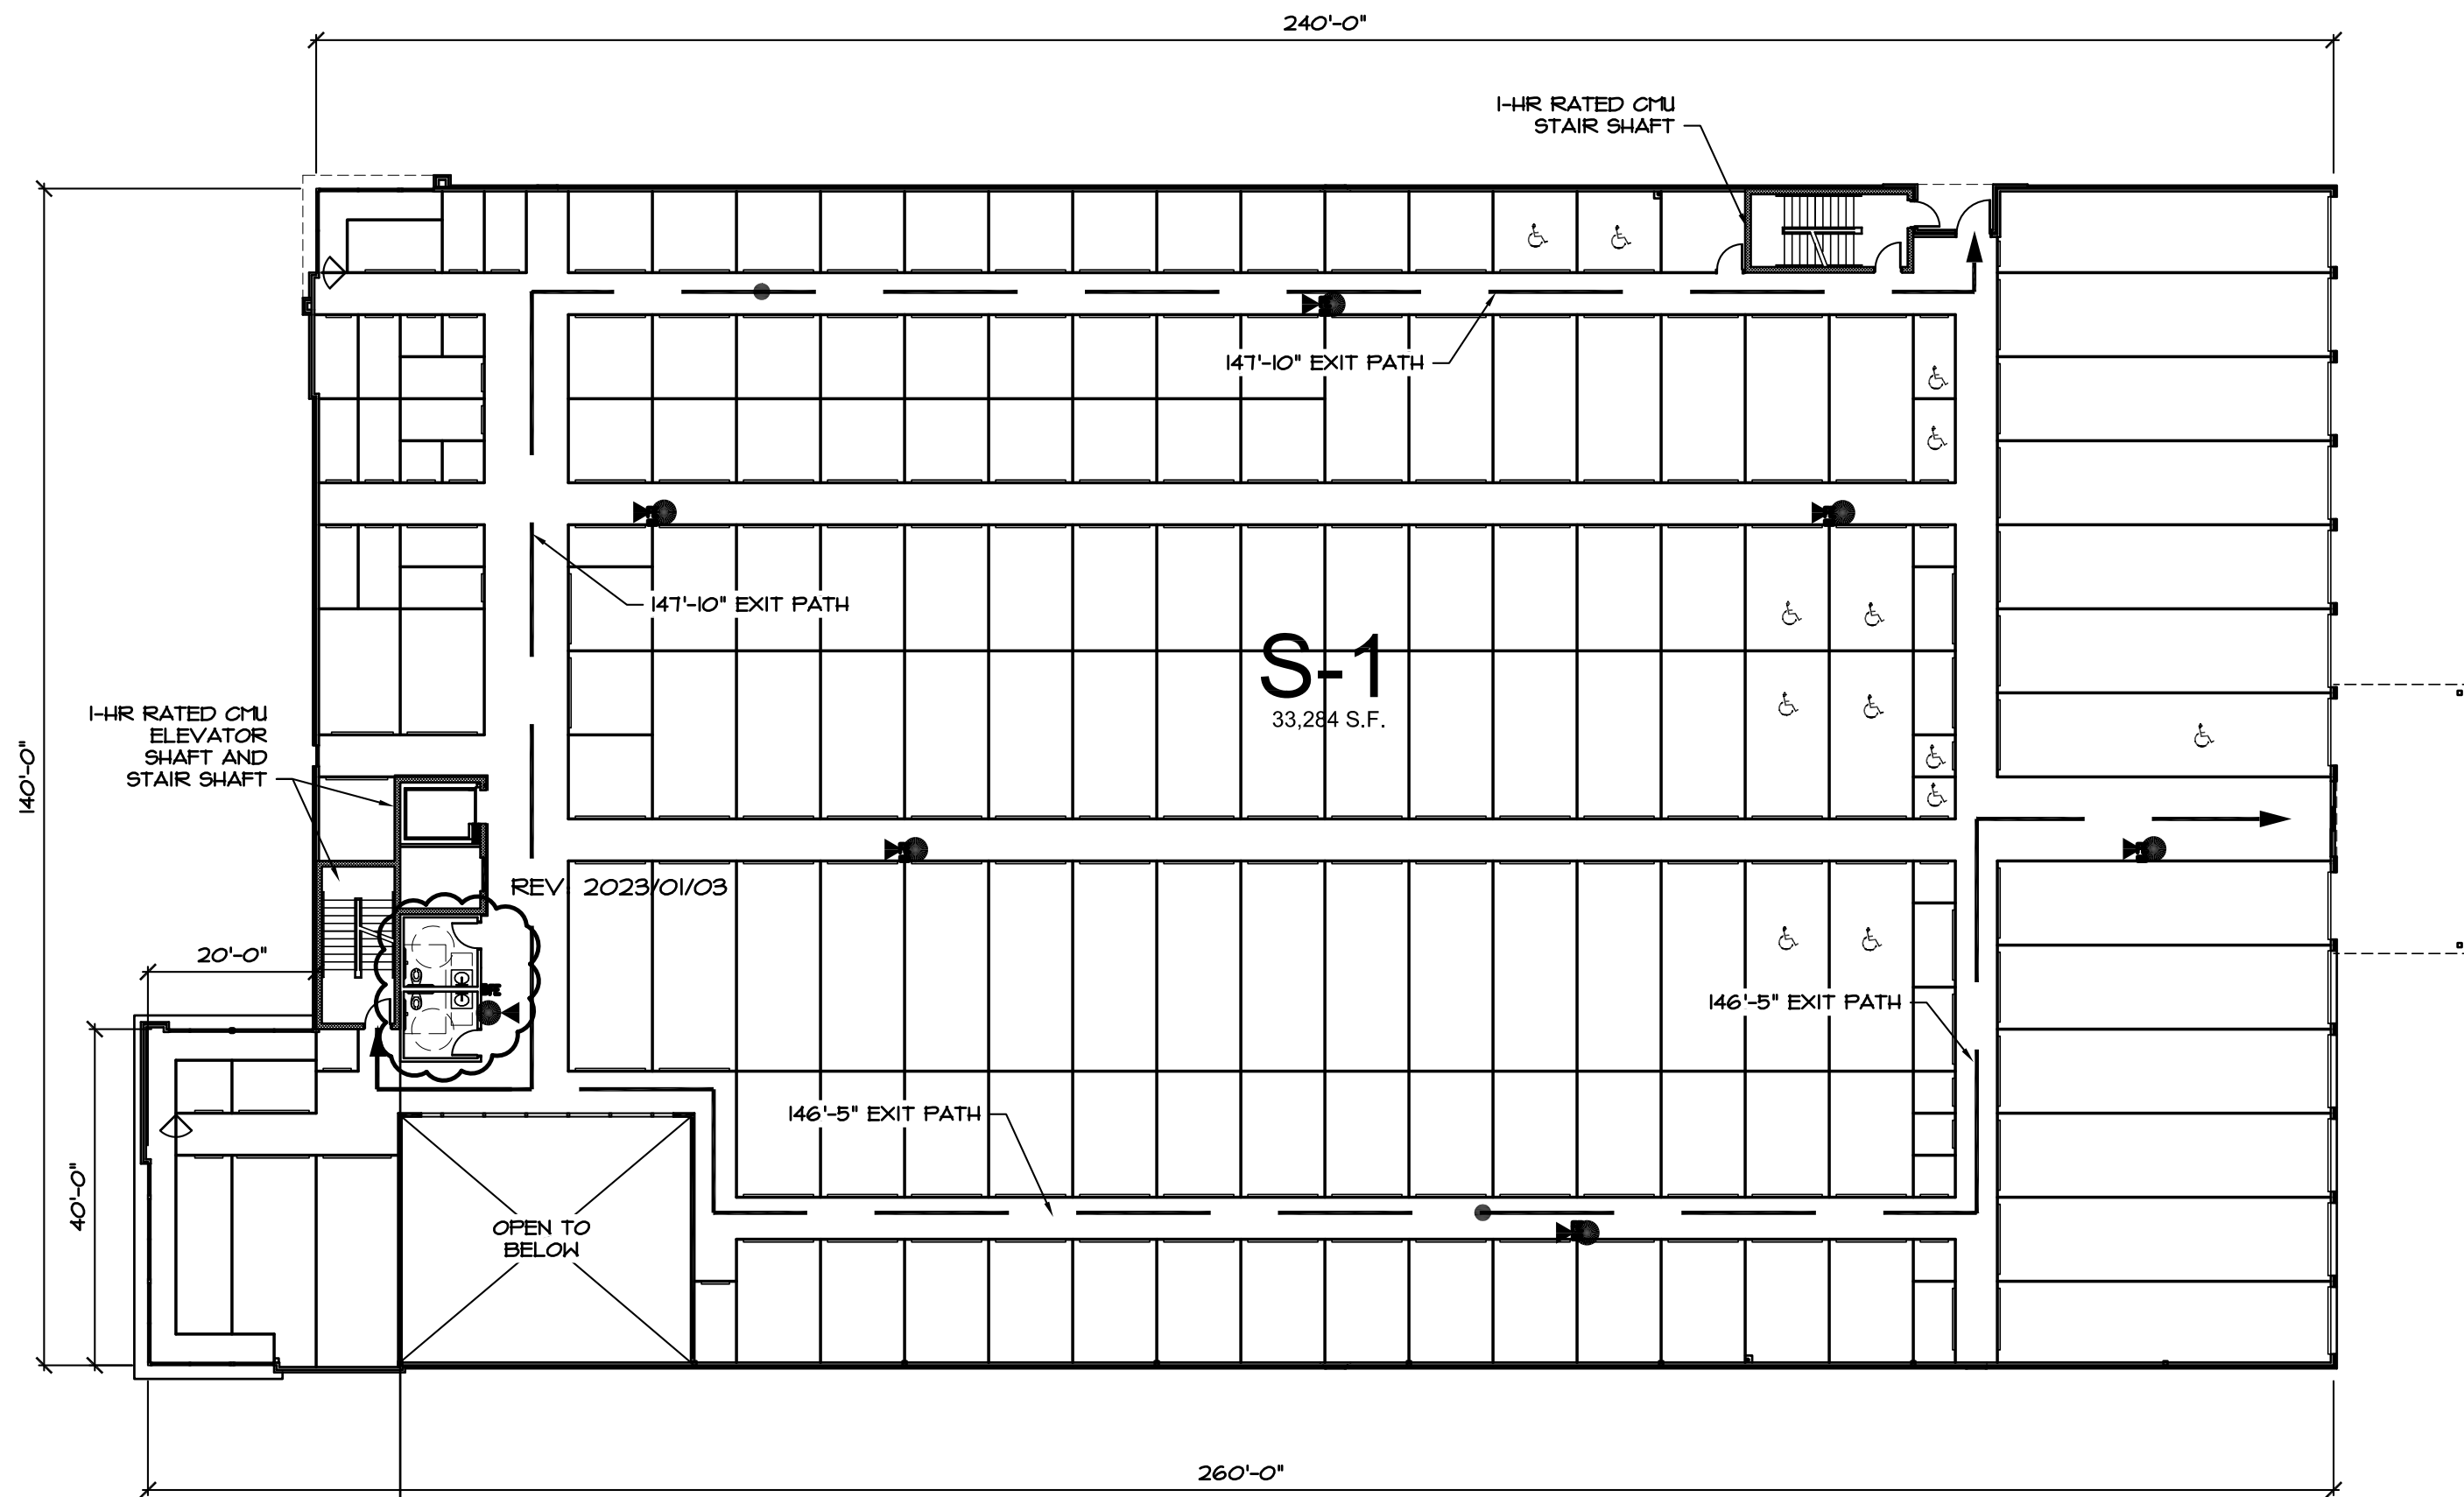 240'-0"
1-HR RATED CMU
STAIR SHAFT
147'-10" EXIT PATH
147'-10" EXIT PATH
S-1
33,284 S.F.
1-HR RATED CMU
ELEVATOR
SHAFT AND
STAIR SHAFT
140'-0"
REV: 2023/01/03
20'-0"
146'-5" EXIT PATH
146'-5" EXIT PATH
40'-0"
OPEN TO
BELOW
260'-0"